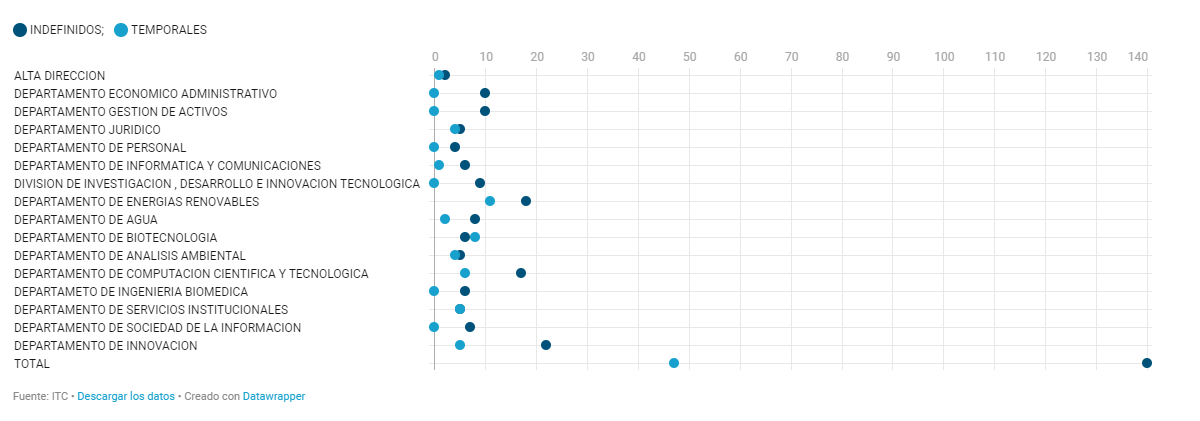 INDEFINIDOS; TEMPORALES
0 10 20 30 40 50 60 70 80 90 100 110 120 130 140
ALTA DIRECCION
DEPARTAMENTO ECONOMICO ADMINISTRATIVO
DEPARTAMENTO GESTION DE ACTIVOS
DEPARTAMENTO JURIDICO
DEPARTAMENTO DE PERSONAL
DEPARTAMENTO DE INFORMATICA Y COMUNICACIONES
DIVISION DE INVESTIGACION , DESARROLLO E INNOVACION TECNOLOGICA
DEPARTAMENTO DE ENERGIAS RENOVABLES
DEPARTAMENTO DE AGUA
DEPARTAMENTO DE BIOTECNOLOGIA
DEPARTAMENTO DE ANALISIS AMBIENTAL
DEPARTAMENTO DE COMPUTACION CIENTIFICA Y TECNOLOGICA
DEPARTAMETO DE INGENIERIA BIOMEDICA
DEPARTAMENTO DE SERVICIOS INSTITUCIONALES
DEPARTAMENTO DE SOCIEDAD DE LA INFORMACION
DEPARTAMENTO DE INNOVACION
TOTAL
Fuente: ITC • Descargar los datos • Creado con Datawrapper